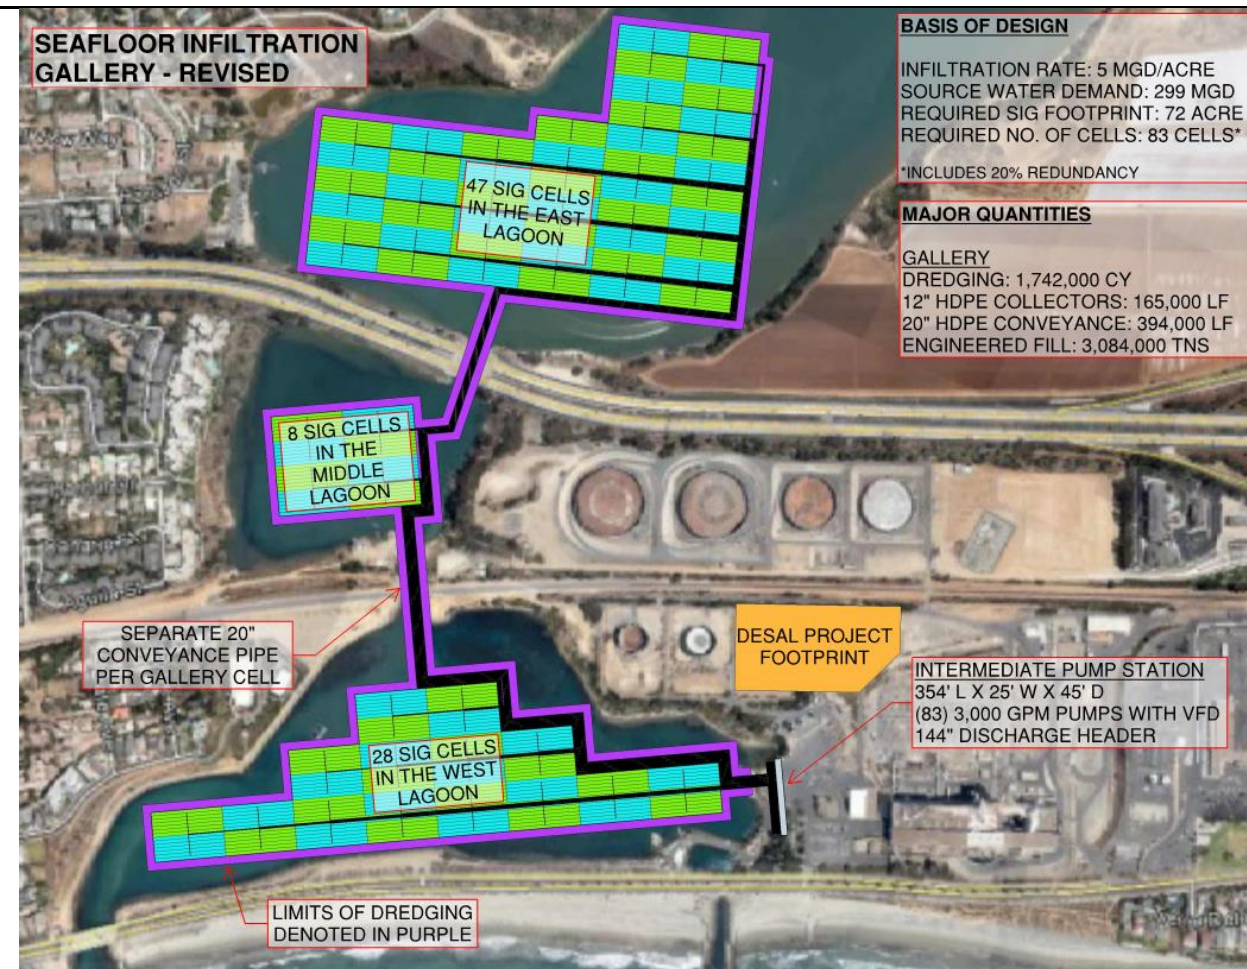 SEAFLOOR INFILTRATION
GALLERY - REVISED
BASIS OF DESIGN
INFILTRATION RATE: 5 MGD/ACRE
SOURCE WATER DEMAND: 299 MGD
REQUIRED SIG FOOTPRINT: 72 ACRE
REQUIRED NO. OF CELLS: 83 CELLS*
*INCLUDES 20% REDUNDANCY
MAJOR QUANTITIES
GALLERY
DREDGING: 1,742,000 CY
12" HDPE COLLECTORS: 165,000 LF
20" HDPE CONVEYANCE: 394,000 LF
ENGINEERED FILL: 3,084,000 TNS
47 SIG CELLS
IN THE EAST
LAGOON
8 SIG CELLS
IN THE
MIDDLE
LAGOON
SEPARATE 20"
CONVEYANCE PIPE
PER GALLERY CELL
DESAL PROJECT
FOOTPRINT
INTERMEDIATE PUMP STATION
354' L X 25' W X 45' D
(83) 3,000 GPM PUMPS WITH VFD
144" DISCHARGE HEADER
28 SIG CELLS
IN THE WEST
LAGOON
LIMITS OF DREDGING
DENOTED IN PURPLE